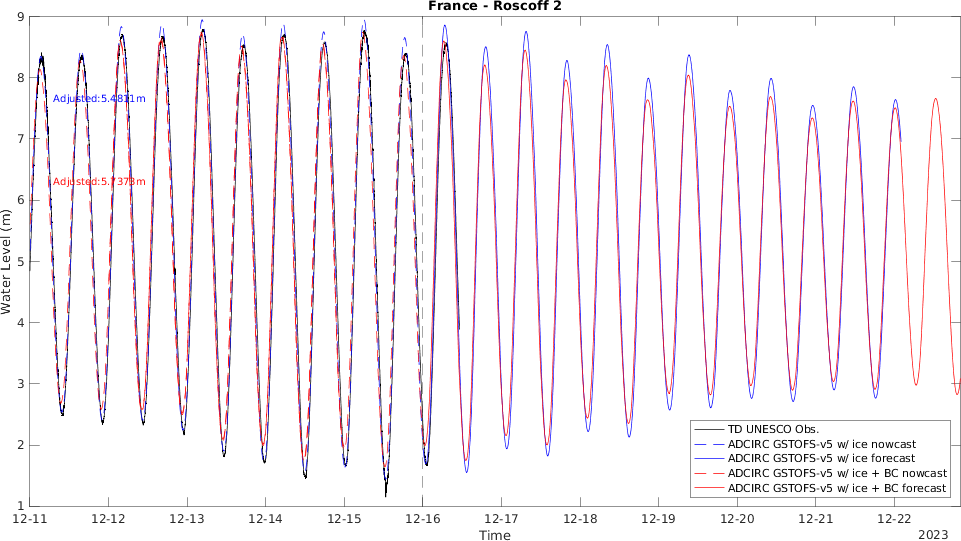 France - Roscoff 2
9
8
7
6
5
4
3
2
1
Water Level (m)
Adjusted:5.4811m
Adjusted:5.7373m
TD UNESCO Obs.
ADCIRC GSTOFS-v5 w/ ice nowcast
ADCIRC GSTOFS-v5 w/ ice forecast
ADCIRC GSTOFS-v5 w/ ice + BC nowcast
ADCIRC GSTOFS-v5 w/ ice + BC forecast
12-11 12-12 12-13 12-14 12-15 12-16 12-17 12-18 12-19 12-20 12-21 12-22
Time
2023